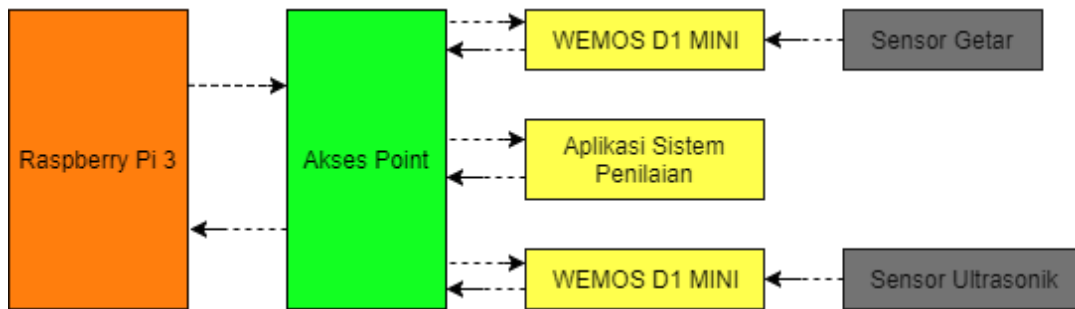 WEMOS D1 MINI
Sensor Getar
Raspberry Pi 3
Akses Point
Aplikasi Sistem
Penilaian
WEMOS D1 MINI
Sensor Ultrasonik